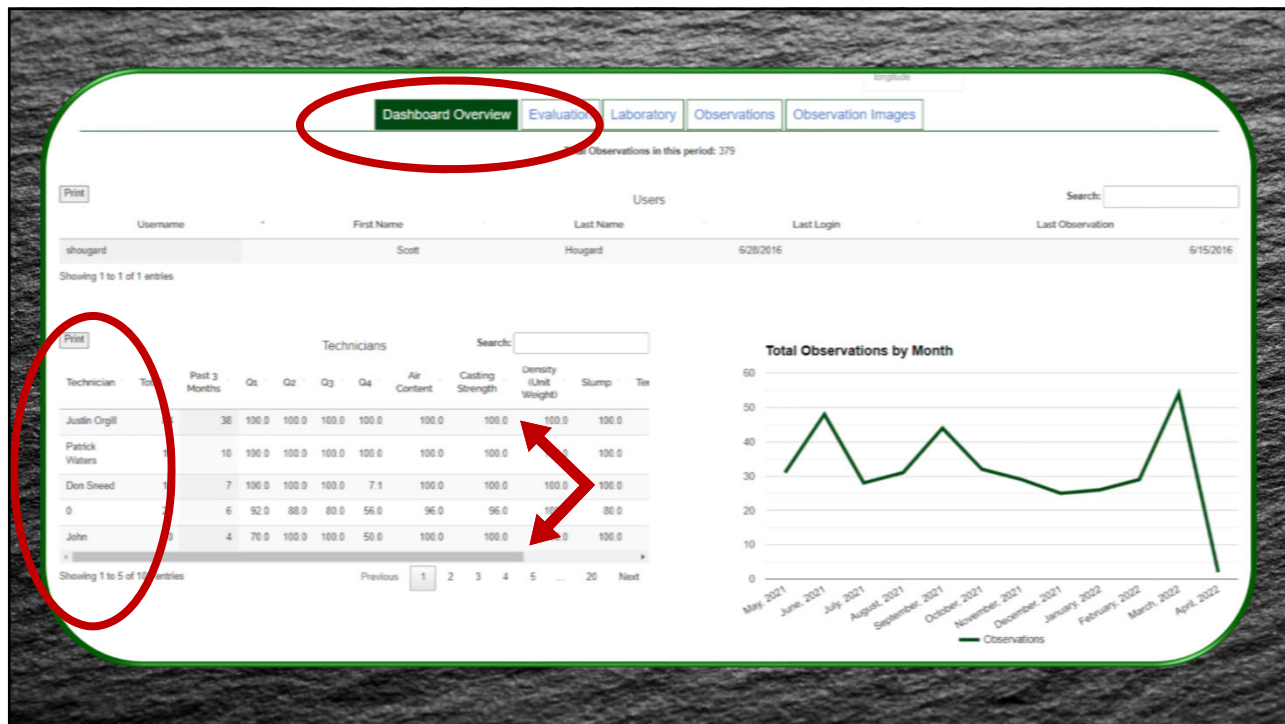 longitude
Dashboard Overview Evaluation Laboratory Observations Observation Images
Total Observations in this period: 379
Print Users Search:
Username First Name Last Name Last Login Last Observation
shougard Scott Hougard 6/28/2016 6/15/2016
Showing 1 to 1 of 1 entries
Print Technicians Search:
Technician Past 3 Months Q1 Q2 Q3 Q4 Air Content Casting Strength Density (Unit Weight) Slump
Justin Orgill 38 100.0 100.0 100.0 100.0 100.0 100.0 100.0 100.0
Patrick Waters 10 100.0 100.0 100.0 100.0 100.0 100.0 100.0
Don Sneed 7 100.0 100.0 100.0 7.1 100.0 100.0 100.0 100.0
0 6 92.0 88.0 80.0 56.0 96.0 96.0 80.0
John 4 70.0 100.0 100.0 50.0 100.0 100.0 100.0
Showing 1 to 5 of entries
Previous 1 2 3 4 5 ... 20 Next
Total Observations by Month
60
50
40
30
20
10
0
May, 2021 June, 2021 July, 2021 August, 2021 September, 2021 October, 2021 November, 2021 December, 2021 January, 2022 February, 2022 March, 2022 April, 2022
Observations